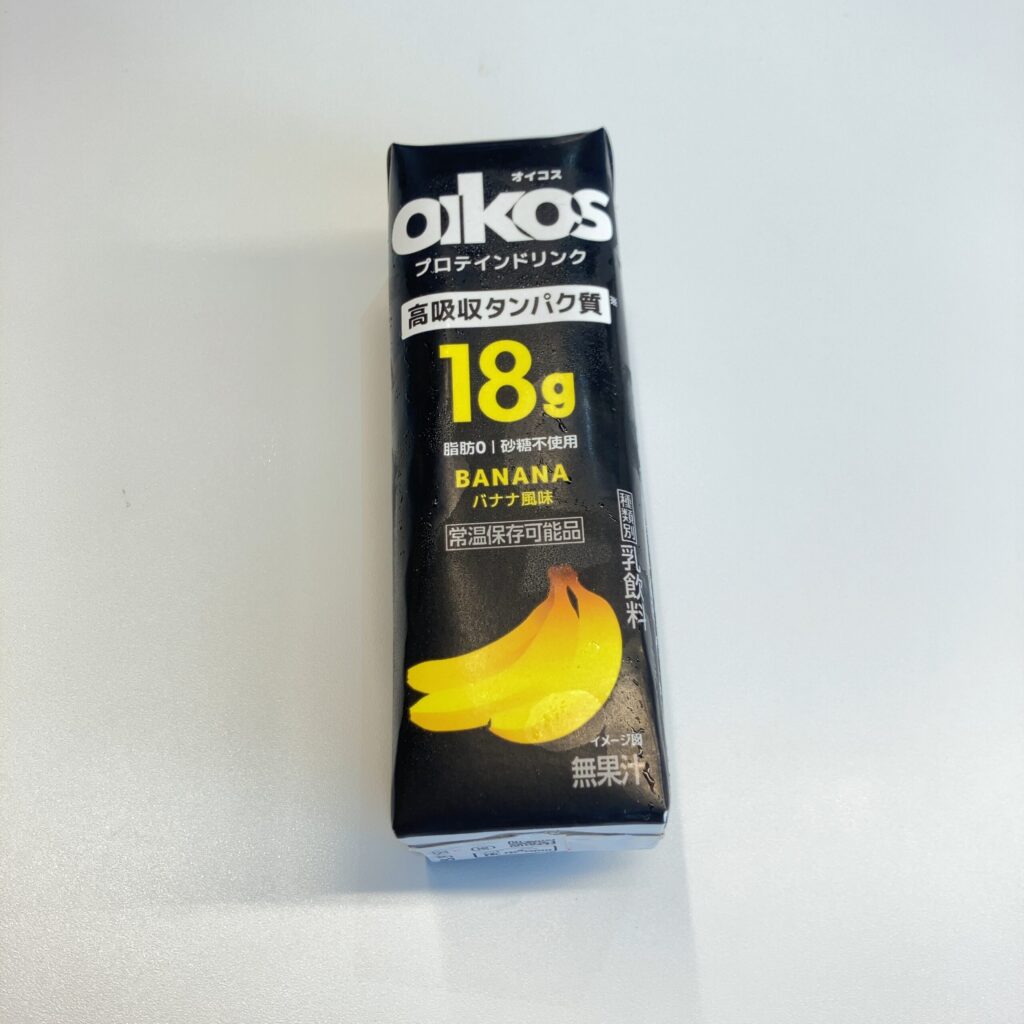 オイコス
oikos
プロテインドリンク
高吸収タンパク質
18g
脂肪0 | 砂糖不使用
BANANA
バナナ風味
常温保存可能品
種類別 乳飲料
イメージ図
無果汁